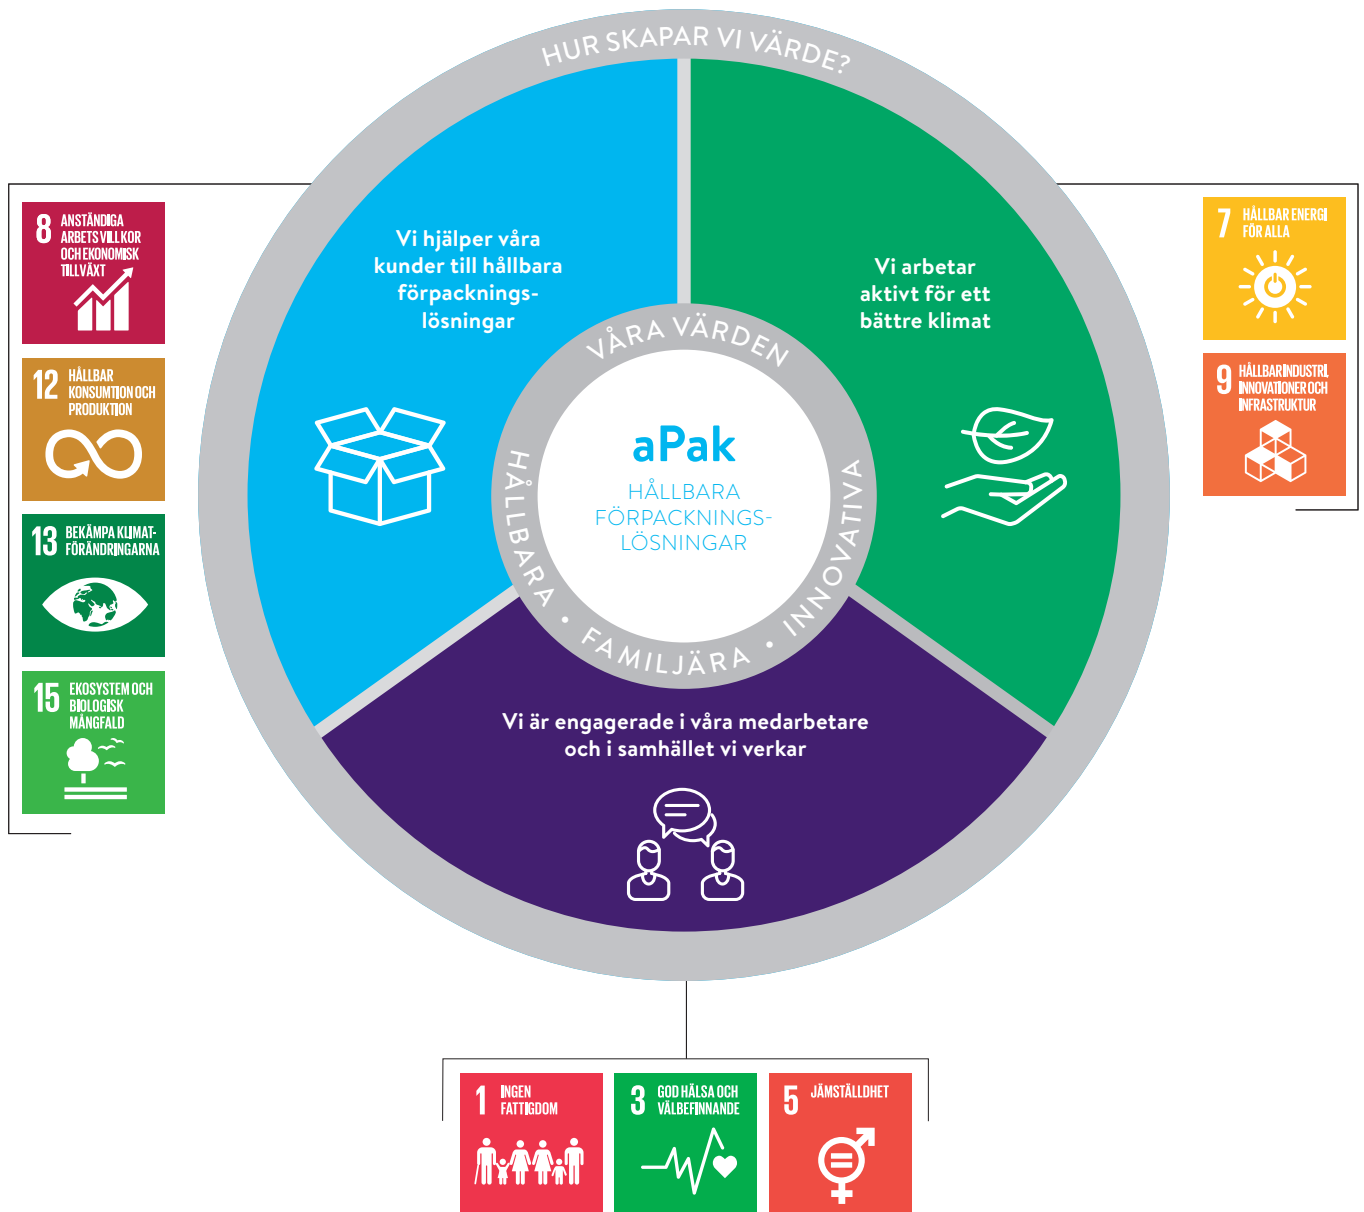 HUR SKAPAR VI VÄRDE?
8 ANSTÄNDIGA
ARBETSVILLKOR
OCH EKONOMISK
TILLVÄXT
12 HÅLLBAR
KONSUMTION OCH
PRODUKTION
13 BEKÄMPA KLIMAT-
FÖRÄNDRINGARNA
15 EKOSYSTEM OCH
BIOLOGISK
MÅNGFALD
Vi hjälper våra
kunder till hållbara
förpacknings-
lösningar
Vi arbetar
aktivt för ett
bättre klimat
7 HÅLLBAR ENERGI
FÖR ALLA
9 HÅLLBAR INDUSTRI,
INNOVATIONER OCH
INFRASTRUKTUR
VÅRA VÄRDEN
aPak
HÅLLBARA
FÖRPACKNINGS-
LÖSNINGAR
HÅLLBARA • FAMILJÄRA • INNOVATIVA
Vi är engagerade i våra medarbetare
och i samhället vi verkar
1 INGEN
FATTIGDOM
3 GOD HÄLSA OCH
VÄLBEFINNANDE
5 JÄMSTÄLLDHET